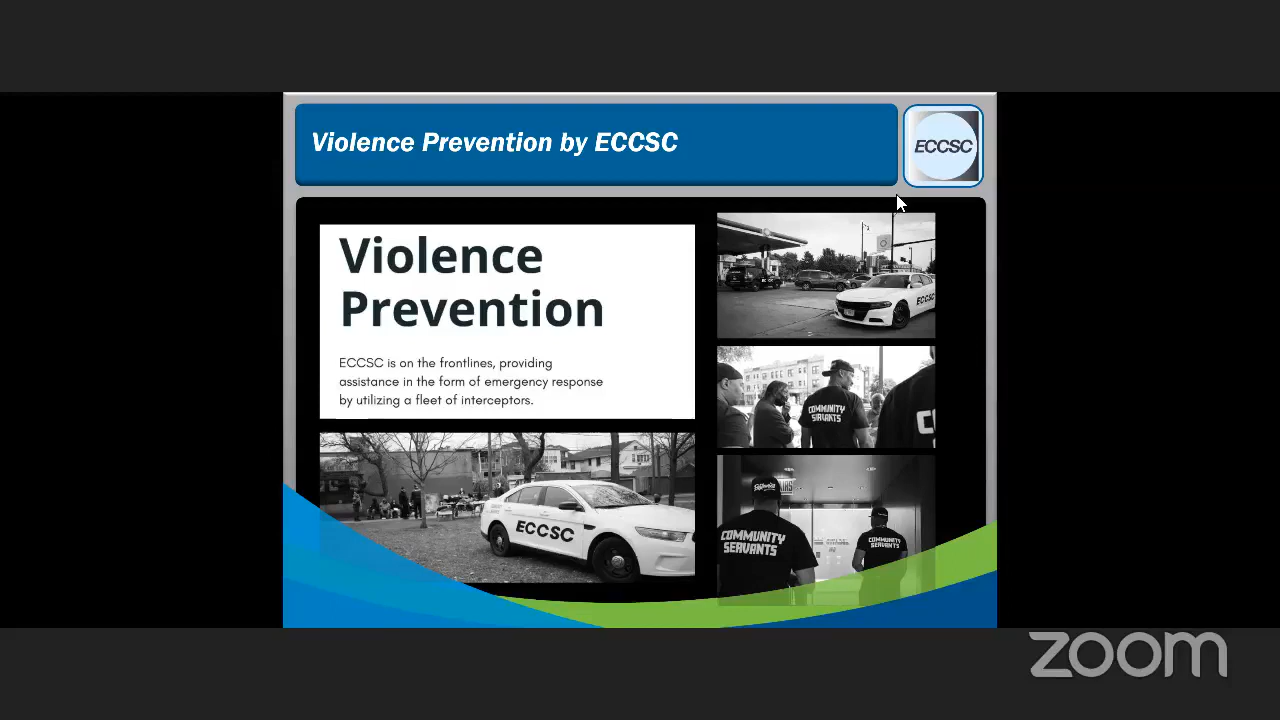 Violence Prevention by ECCSC
ECCSC
Violence
Prevention
ECCSC is on the frontlines, providing
assistance in the form of emergency response
by utilizing a fleet of interceptors.
ECCSC
COMMUNITY
SERVANTS
ECCSC
COMMUNITY
SERVANTS
COMMUNITY
SERVANTS
zoom